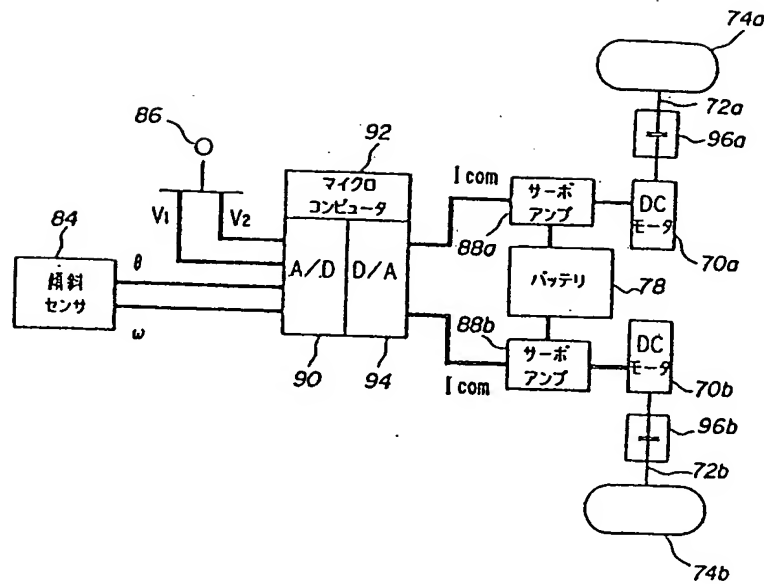 74a
72a
96a
86
92
マイクロ
コンピュータ
I com
サーボ
アンプ
DC
モータ
V1
V2
88a
70a
84
傾斜
センサ
θ
ω
A/D
D/A
バッテリ
78
90
94
88b
サーボ
アンプ
DC
モータ
70b
I com
96b
72b
74b